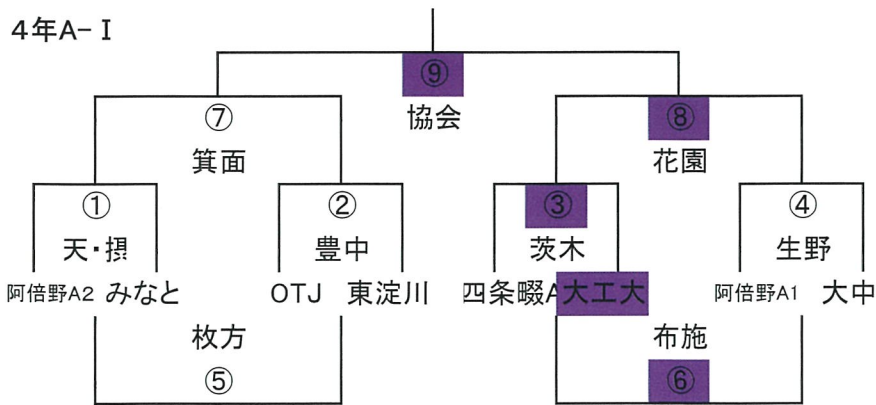 4年A-Ⅰ
⑨
協会
⑦
⑧
箕面
花園
①
②
③
④
天・摂
豊中
茨木
生野
阿倍野A2 みなと OTJ 東淀川 四条畷A 大工大 阿倍野A1 大中
枚方
布施
⑤
⑥